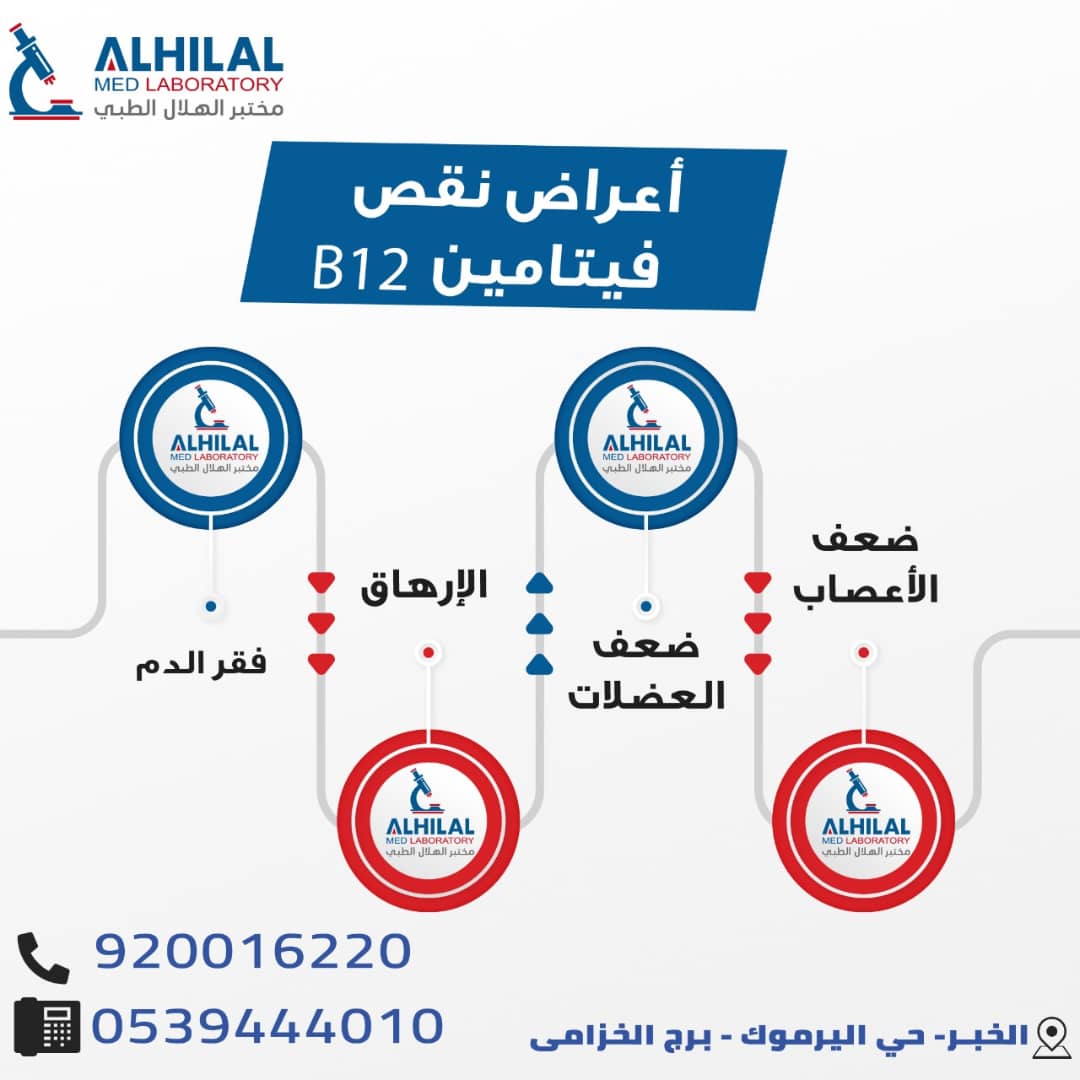 ALHILAL
MED LABORATORY
مختبر الهلال الطبي
أعراض نقص
فيتامين B12
ALHILAL
MED LABORATORY
مختبر الهلال الطبي
ALHILAL
MED LABORATORY
مختبر الهلال الطبي
ضعف
الأعصاب
ضعف
العضلات
الإرهاق
فقر الدم
ALHILAL
MED LABORATORY
مختبر الهلال الطبي
ALHILAL
MED LABORATORY
مختبر الهلال الطبي
920016220
0539444010
الخبر- حي اليرموك - برج الخزامى